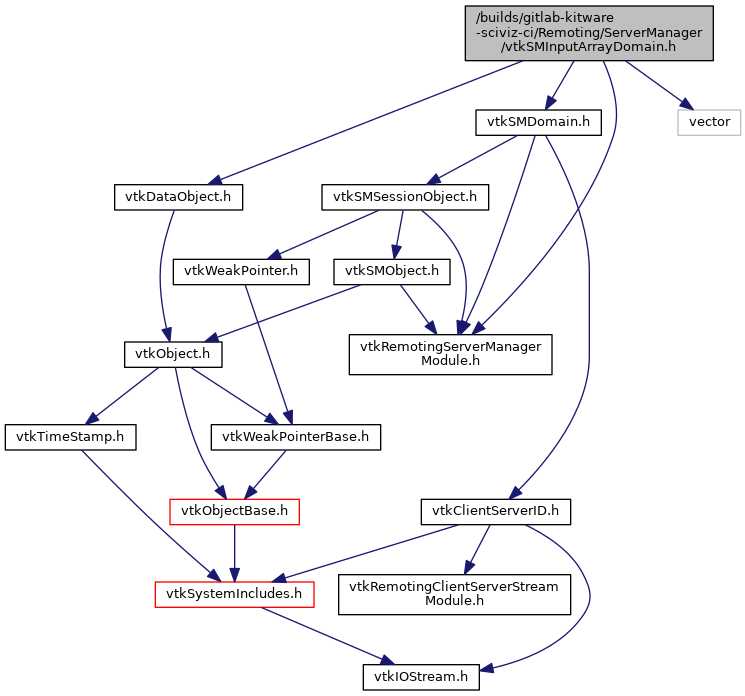 /builds/gitlab-kitware
-sciviz-ci/Remoting/ServerManager
/vtkSMInputArrayDomain.h
vtkSMDomain.h
vector
vtkDataObject.h
vtkSMSessionObject.h
vtkWeakPointer.h
vtkSMObject.h
vtkObject.h
vtkRemotingServerManager
Module.h
vtkTimeStamp.h
vtkWeakPointerBase.h
vtkObjectBase.h
vtkClientServerID.h
vtkSystemIncludes.h
vtkRemotingClientServerStream
Module.h
vtkIOStream.h